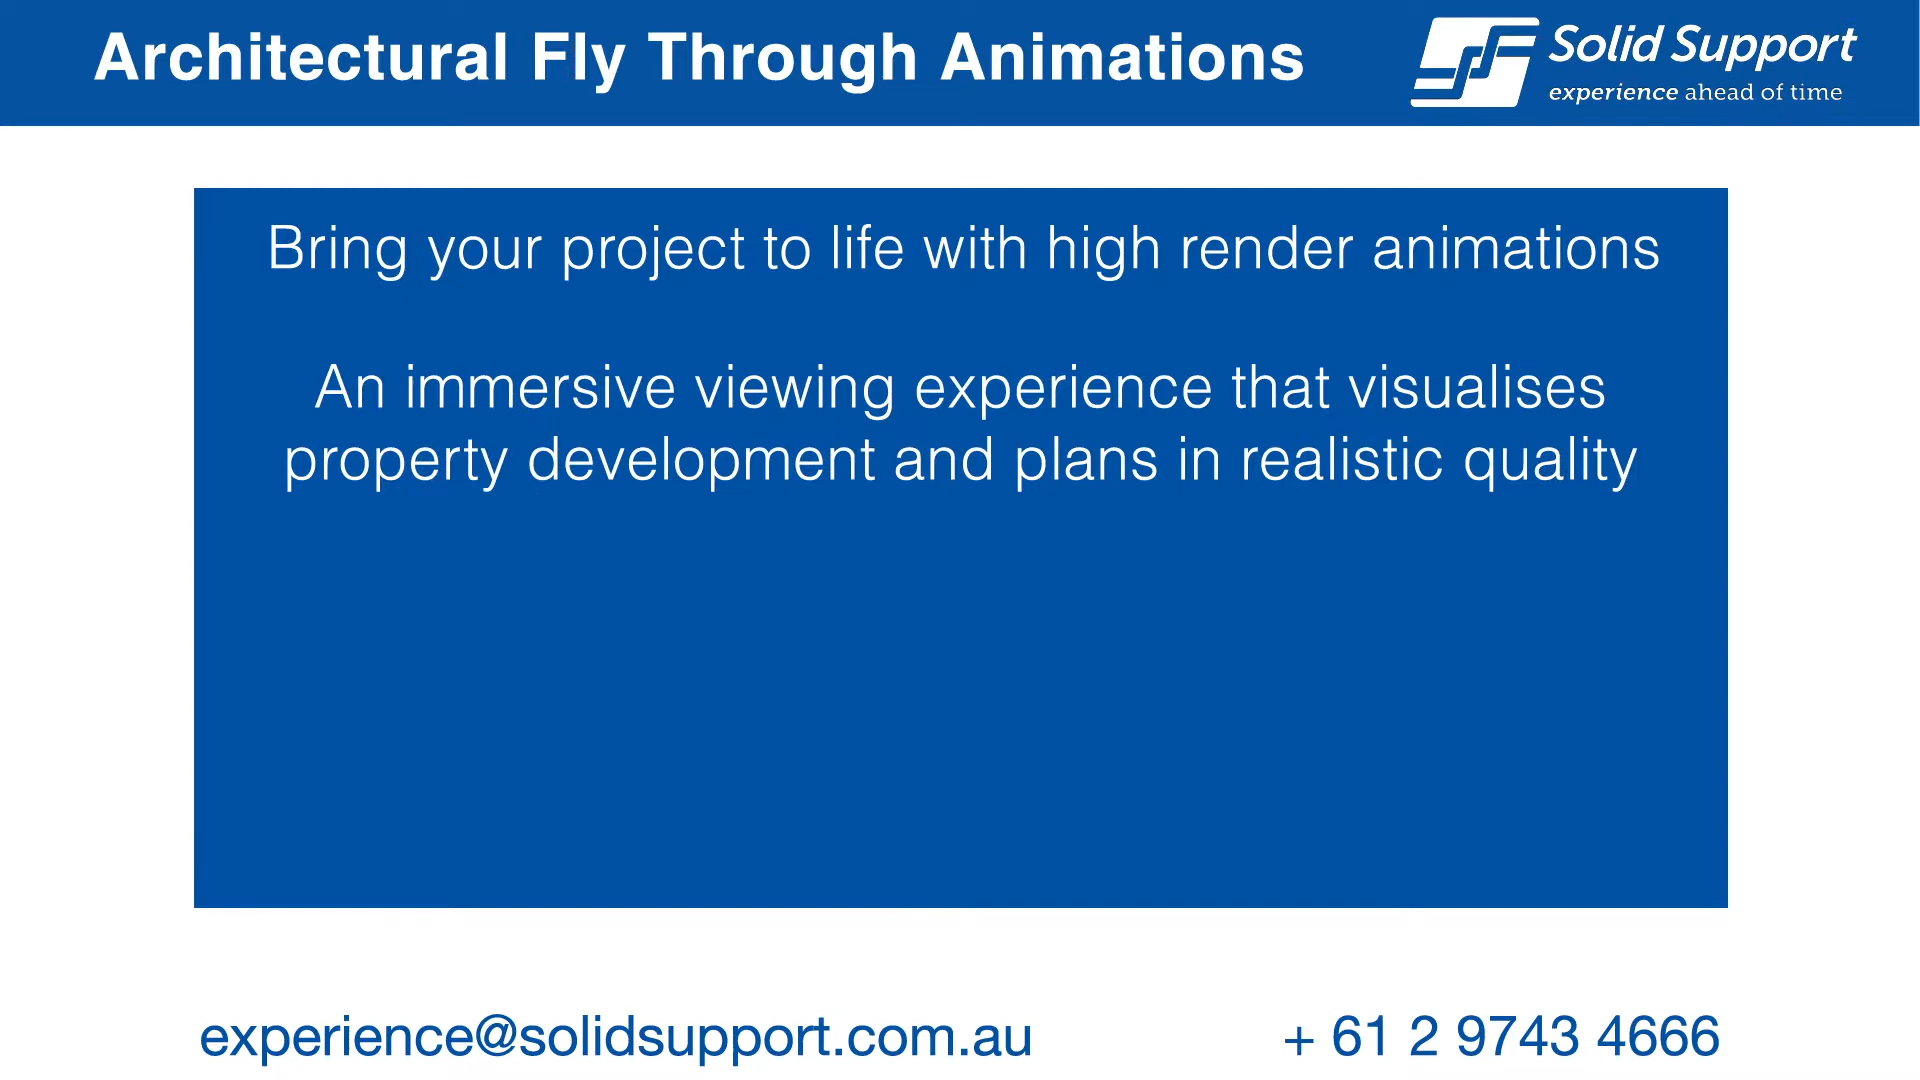 Architectural Fly Through Animations
Solid Support
experience ahead of time
Bring your project to life with high render animations
An immersive viewing experience that visualises
property development and plans in realistic quality
experience@solidsupport.com.au
+ 61 2 9743 4666